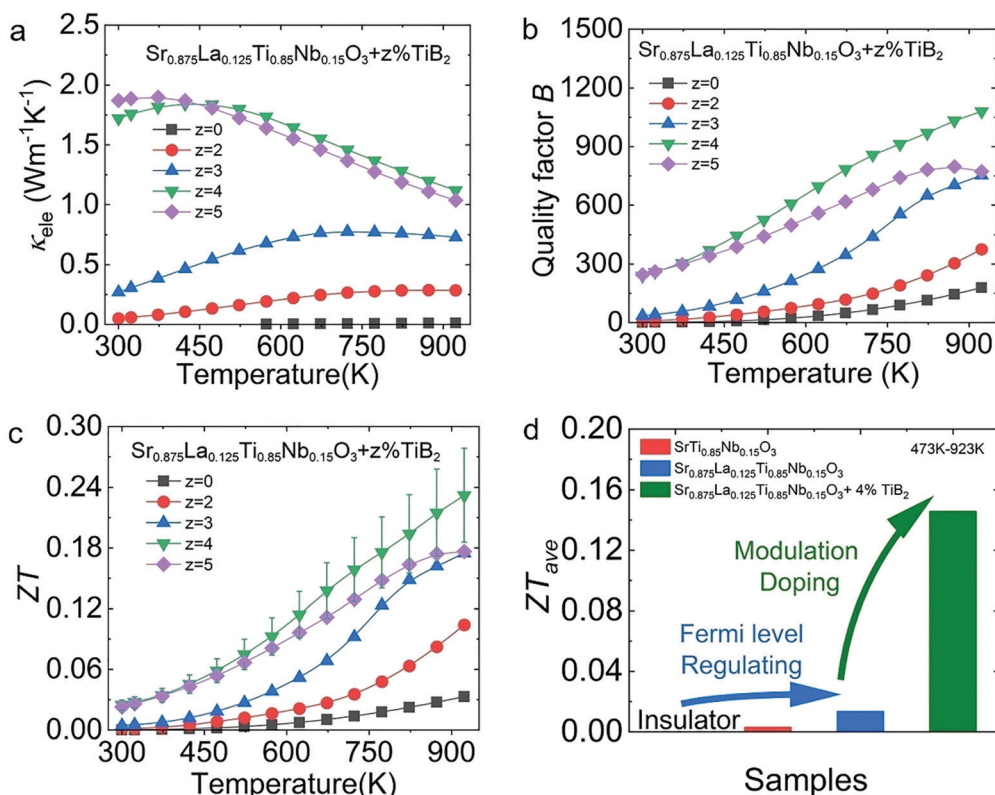 a
Sr0.875La0.125Ti0.85Nb0.15O3+z%TiB2
z=0
z=2
z=3
z=4
z=5
2.5
2.0
1.5
1.0
0.5
0.0
κele (Wm-1K-1)
300 450 600 750 900
Temperature(K)
b
Sr0.875La0.125Ti0.85Nb0.15O3+z%TiB2
z=0
z=2
z=3
z=4
z=5
1500
1200
900
600
300
0
Quality factor B
300 450 600 750 900
Temperature (K)
c
Sr0.875La0.125Ti0.85Nb0.15O3+z%TiB2
z=0
z=2
z=3
z=4
z=5
0.30
0.24
0.18
0.12
0.06
0.00
ZT
300 450 600 750 900
Temperature(K)
d
SrTi0.85Nb0.15O3
473K-923K
Sr0.875La0.125Ti0.85Nb0.15O3
Sr0.875La0.125Ti0.85Nb0.15O3+ 4% TiB2
0.20
0.16
0.12
0.08
0.04
0.00
ZTave
Modulation
Doping
Fermi level
Regulating
Insulator
Samples